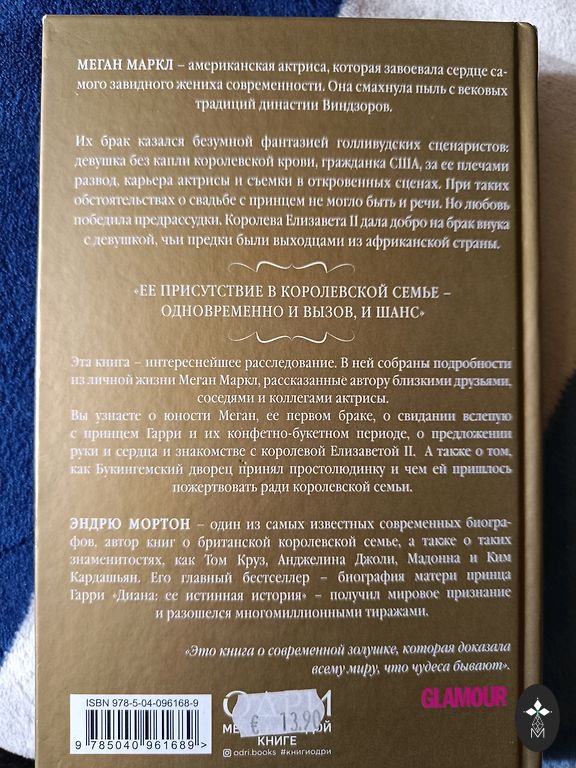 МЕГАН МАРКЛ – американская актриса, которая завоевала сердце са-
мого завидного жениха современности. Она смахнула пыль с вековых
традиций династии Виндзоров.
Их брак казался безумной фантазией голливудских сценаристов:
девушка без капли королевской крови, гражданка США, за ее плечами
развод, карьера актрисы и съемки в откровенных сценах. При таких
обстоятельствах о свадьбе с принцем не могло быть и речи. Но любовь
победила предрассудки. Королева Елизавета II дала добро на брак внука
с девушкой, чьи предки были выходцами из африканской страны.
«ЕЕ ПРИСУТСТВИЕ В КОРОЛЕВСКОЙ СЕМЬЕ –
ОДНОВРЕМЕННО И ВЫЗОВ, И ШАНС»
Эта книга – интереснейшее расследование. В ней собраны подробности
из личной жизни Меган Маркл, рассказанные автору близкими друзьями,
соседями и коллегами актрисы.
Вы узнаете о юности Меган, ее первом браке, о свидании вслепую
с принцем Гарри и их конфетно-букетном периоде, о предложении
руки и сердца и знакомстве с королевой Елизаветой II. А также о том,
как Букингемский дворец принял простолюдинку и чем ей пришлось
пожертвовать ради королевской семьи.
ЭНДРЮ МОРТОН – один из самых известных современных биогра-
фов, автор книг о британской королевской семье, а также о таких
знаменитостях, как Том Круз, Анджелина Джоли, Мадонна и Ким
Кардашьян. Его главный бестселлер – биография матери принца
Гарри «Диана: ее истинная история» – получил мировое признание
и разошелся многомиллионными тиражами.
«Это книга о современной золушке, которая доказала
всему миру, что чудеса бывают».
GLAMOUR
ISBN 978-5-04-096168-9
9 785040 961689 >
€ 13.90
КНИГЕ
odri.books #книгиодри